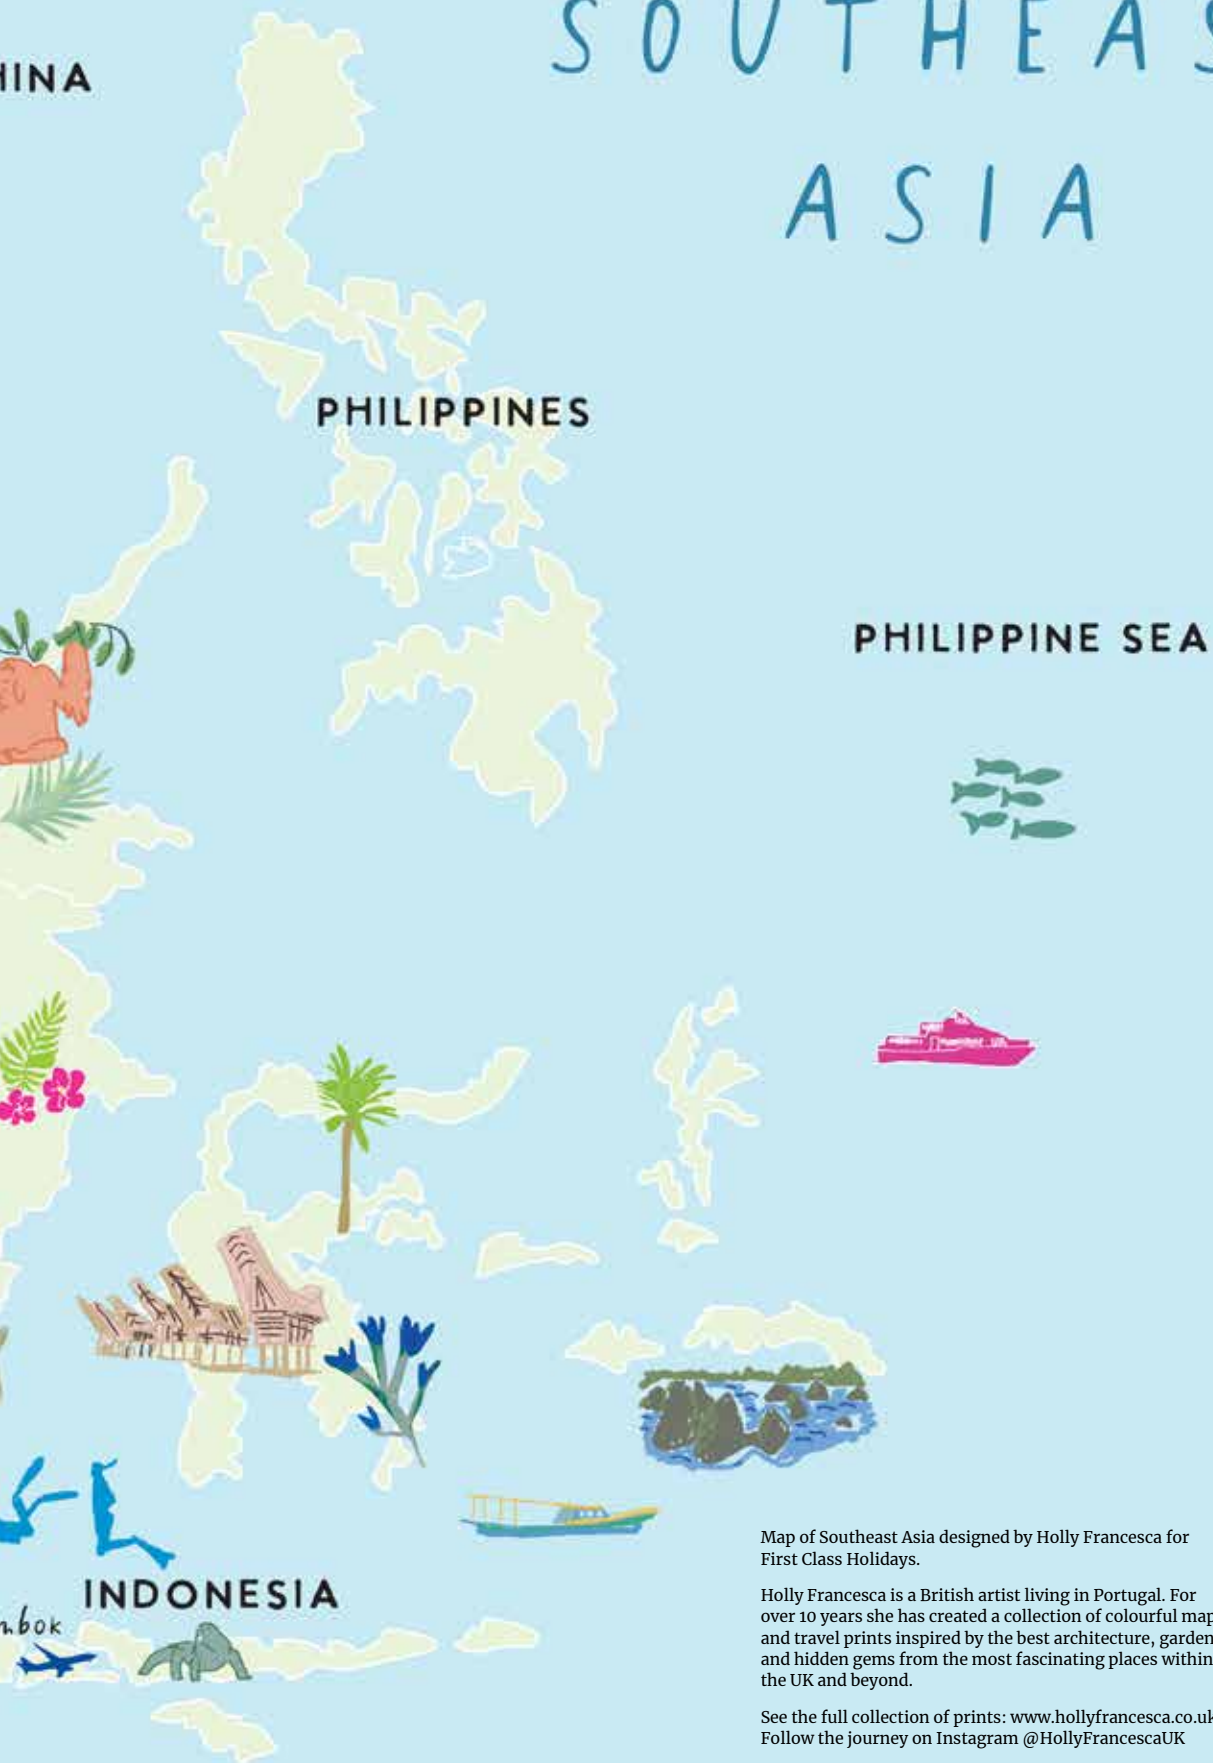 SOUTHEAS
HINA
ASIA
PHILIPPINES
PHILIPPINE SEA
INDONESIA
mbok
Map of Southeast Asia designed by Holly Francesca for
First Class Holidays.
Holly Francesca is a British artist living in Portugal. For
over 10 years she has created a collection of colourful map
and travel prints inspired by the best architecture, garden
and hidden gems from the most fascinating places within
the UK and beyond.
See the full collection of prints: www.hollyfrancesca.co.uk
Follow the journey on Instagram @HollyFrancescaUK